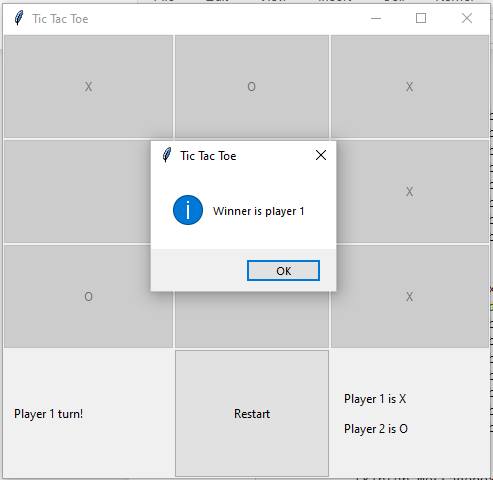 Tic Tac Toe
X O X
Tic Tac Toe
Winner is player 1
X
OK
O X
Player 1 turn!
Restart
Player 1 is X
Player 2 is O